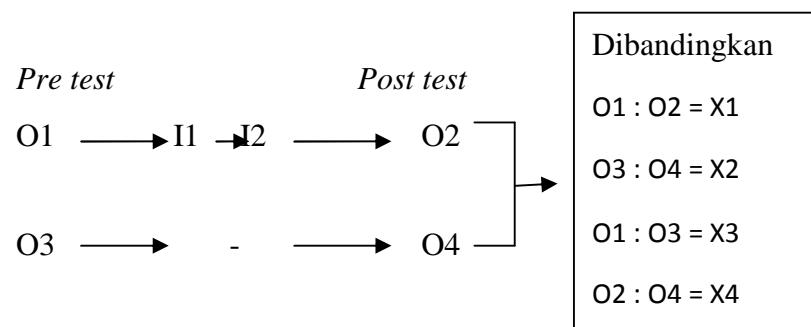 Pre test Post test
O1 I1 I2 O2
O3 - O4
Dibandingkan
O1 : O2 = X1
O3 : O4 = X2
O1 : O3 = X3
O2 : O4 = X4